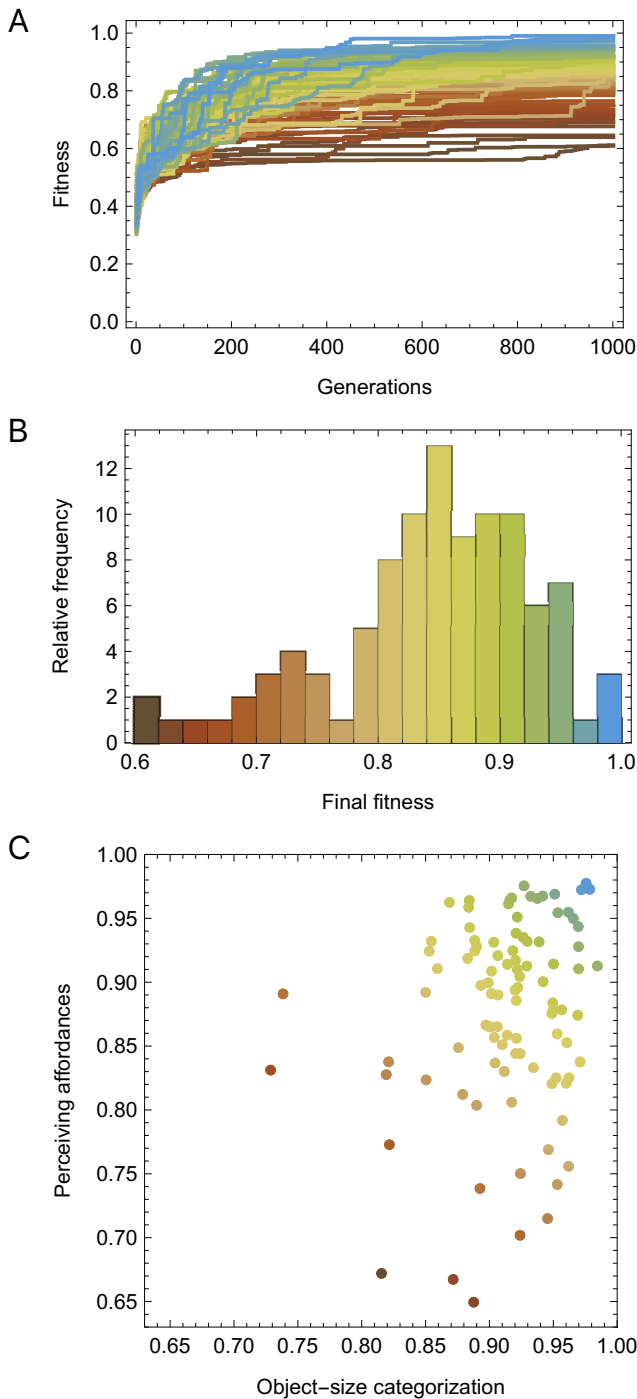 A
1.0
0.8
0.6
0.4
0.2
0.0
Fitness
0 200 400 600 800 1000
Generations
B
12
10
8
6
4
2
0
Relative frequency
0.6 0.7 0.8 0.9 1.0
Final fitness
C
1.00
0.95
0.90
0.85
0.80
0.75
0.70
0.65
Perceiving affordances
0.65 0.70 0.75 0.80 0.85 0.90 0.95 1.00
Object-size categorization